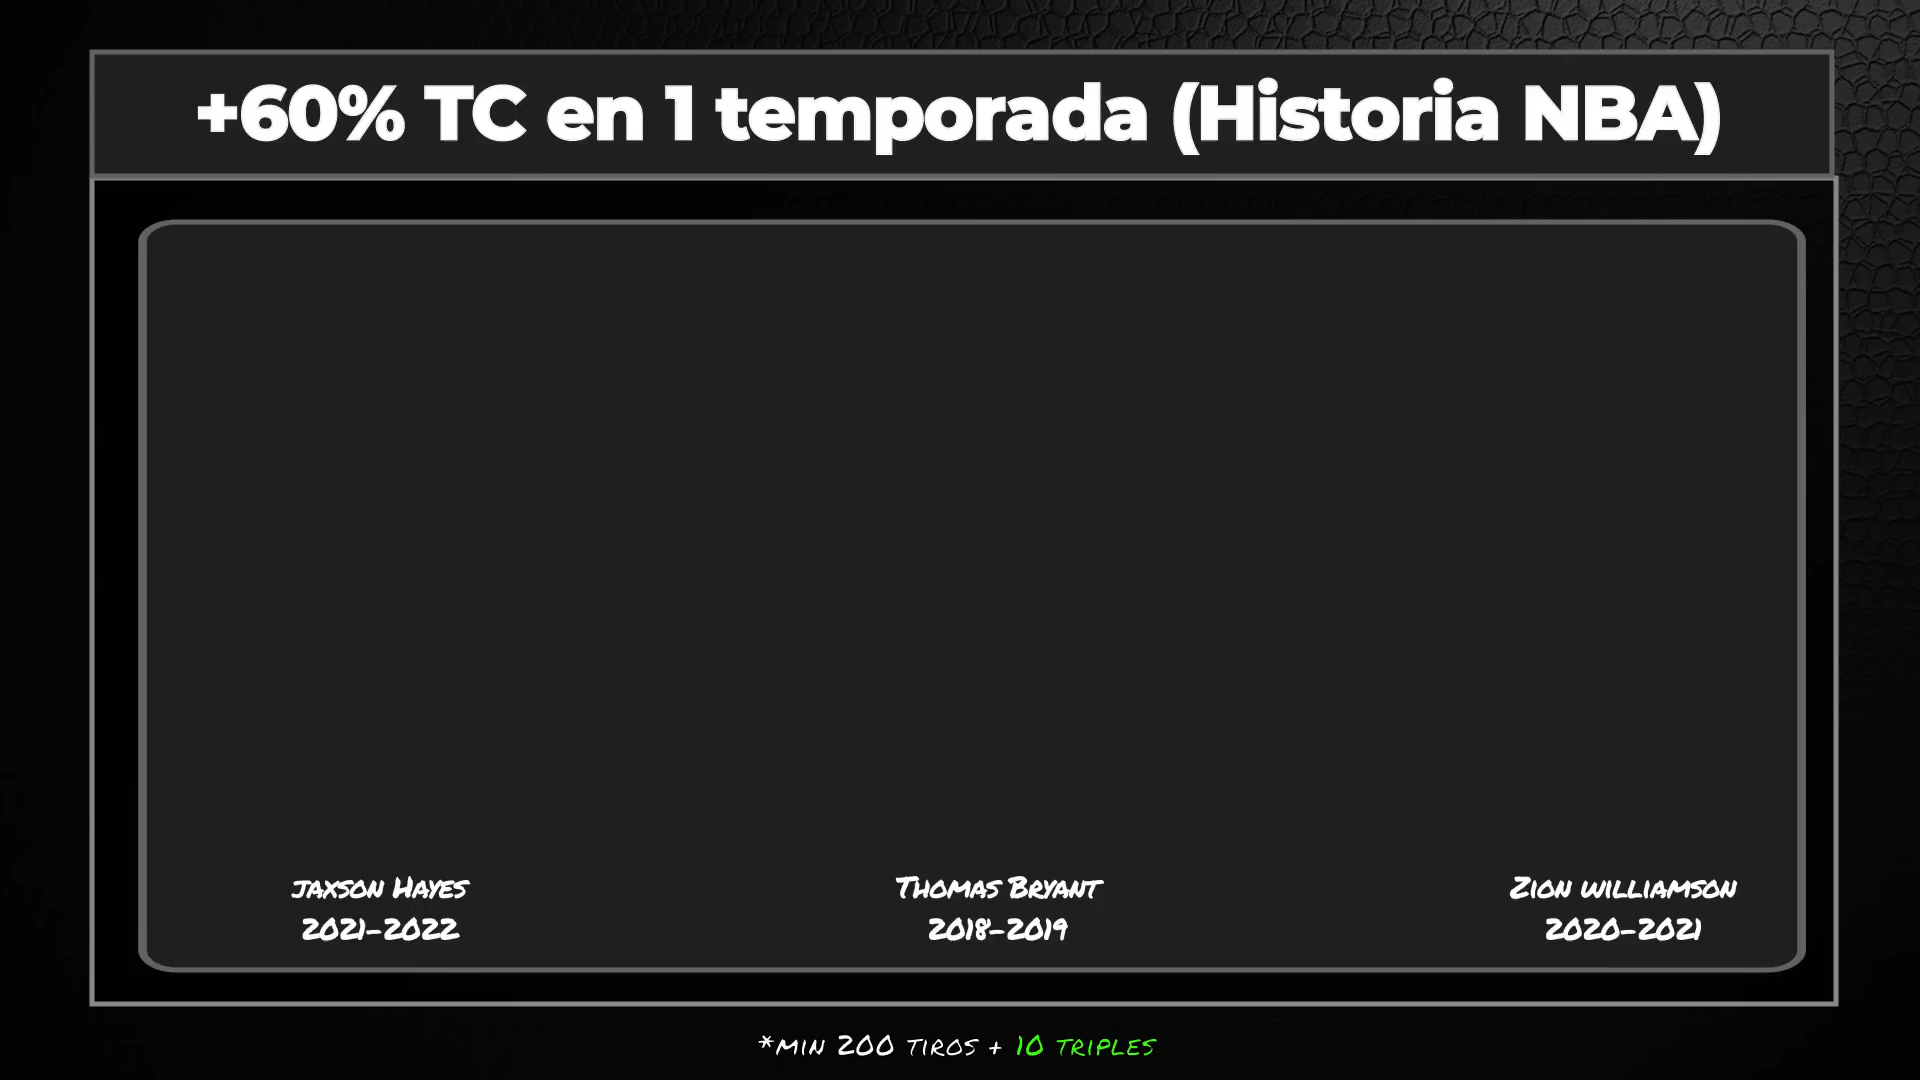 +60% TC en 1 temporada (Historia NBA)
Jaxson Hayes
2021-2022
Thomas Bryant
2018-2019
Zion Williamson
2020-2021
*min 200 tiros + 10 triples